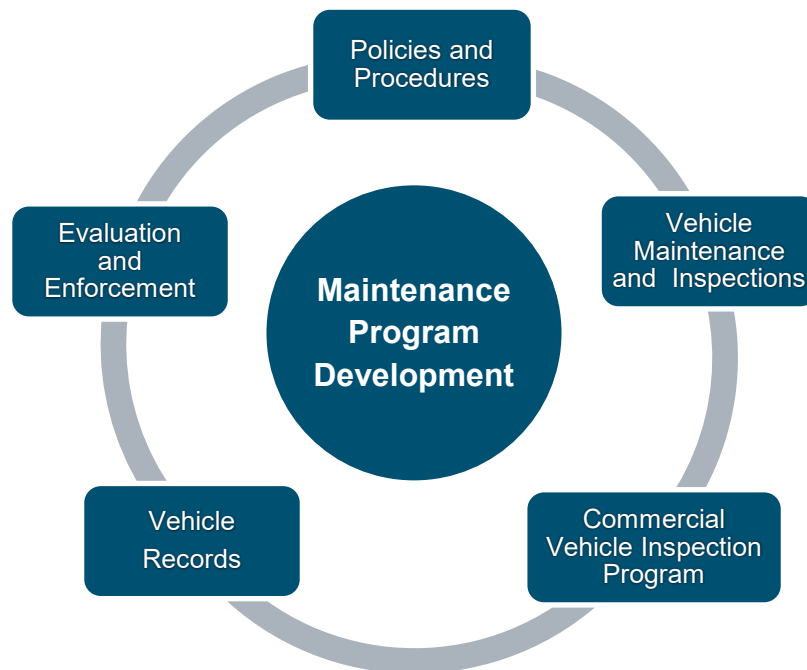 Policies and
Procedures
Vehicle
Maintenance
and Inspections
Commercial
Vehicle Inspection
Program
Vehicle
Records
Evaluation
and
Enforcement
Maintenance
Program
Development